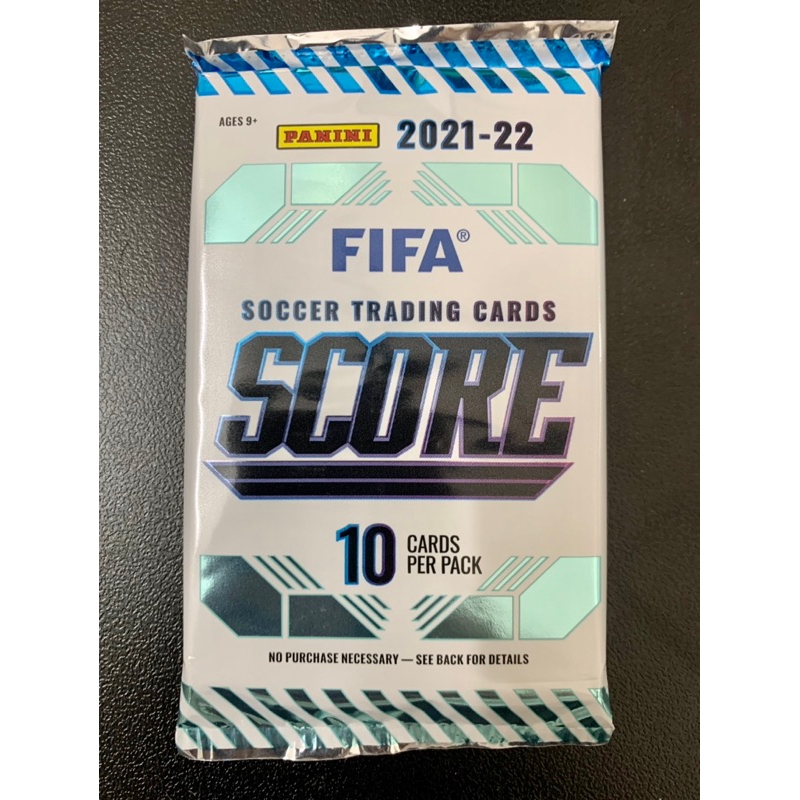 AGES 9+
PANINI 2021-22
FIFA®
SOCCER TRADING CARDS
SCORE
10 CARDS
PER PACK
NO PURCHASE NECESSARY — SEE BACK FOR DETAILS